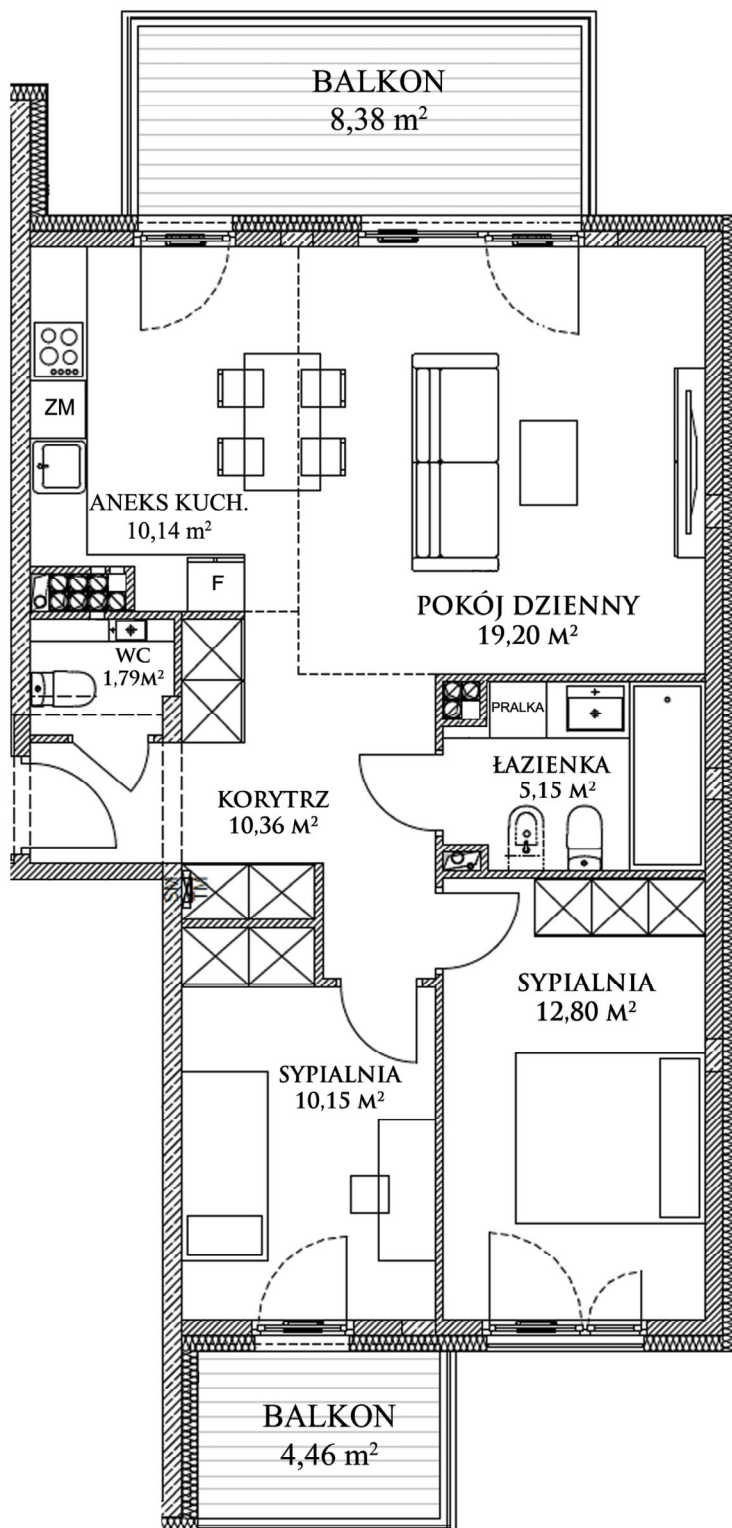 BALKON
8,38 m²
ZM
ANEKS KUCH.
10,14 m²
F
POKÓJ DZIENNY
19,20 M²
WC
1,79M²
PRALKA
ŁAZIENKA
5,15 M²
KORYTRZ
10,36 M²
SYPIALNIA
12,80 M²
SYPIALNIA
10,15 M²
BALKON
4,46 m²